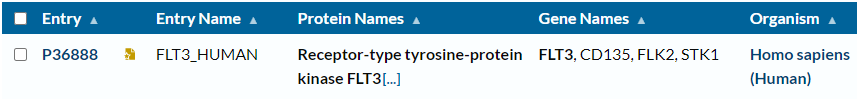 Entry ▲ Entry Name ▲ Protein Names ▲ Gene Names ▲ Organism ▲
P36888 FLT3_HUMAN Receptor-type tyrosine-protein FLT3, CD135, FLK2, STK1 Homo sapiens
kinase FLT3[...] (Human)